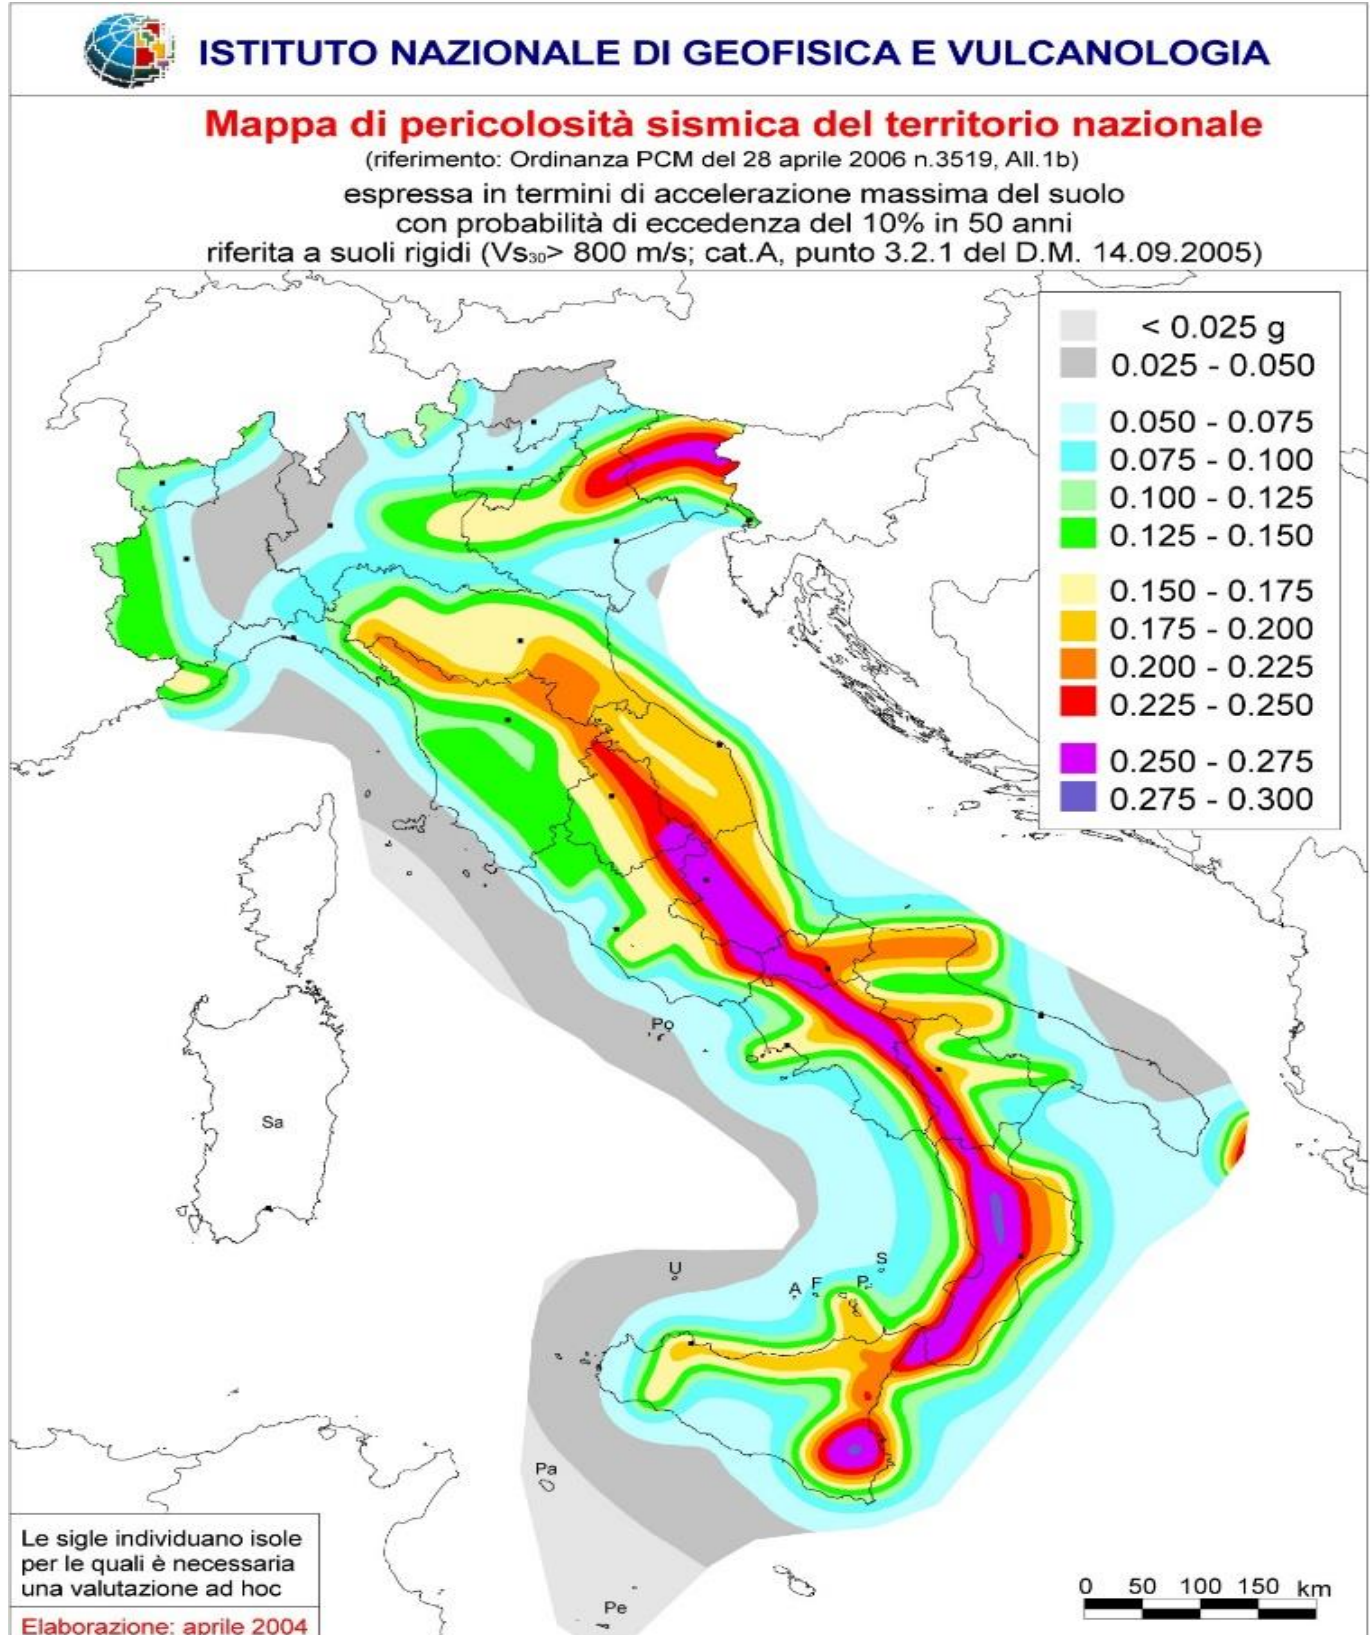 ISTITUTO NAZIONALE DI GEOFISICA E VULCANOLOGIA
Mappa di pericolosità sismica del territorio nazionale
(riferimento: Ordinanza PCM del 28 aprile 2006 n.3519, All.1b)
espressa in termini di accelerazione massima del suolo
con probabilità di eccedenza del 10% in 50 anni
riferita a suoli rigidi (Vs30> 800 m/s; cat.A, punto 3.2.1 del D.M. 14.09.2005)
< 0.025 g
0.025 - 0.050
0.050 - 0.075
0.075 - 0.100
0.100 - 0.125
0.125 - 0.150
0.150 - 0.175
0.175 - 0.200
0.200 - 0.225
0.225 - 0.250
0.250 - 0.275
0.275 - 0.300
Po
Sa
S
U
A F P
Pa
Pe
Le sigle individuano isole
per le quali è necessaria
una valutazione ad hoc
Elaborazione: aprile 2004
0 50 100 150 km